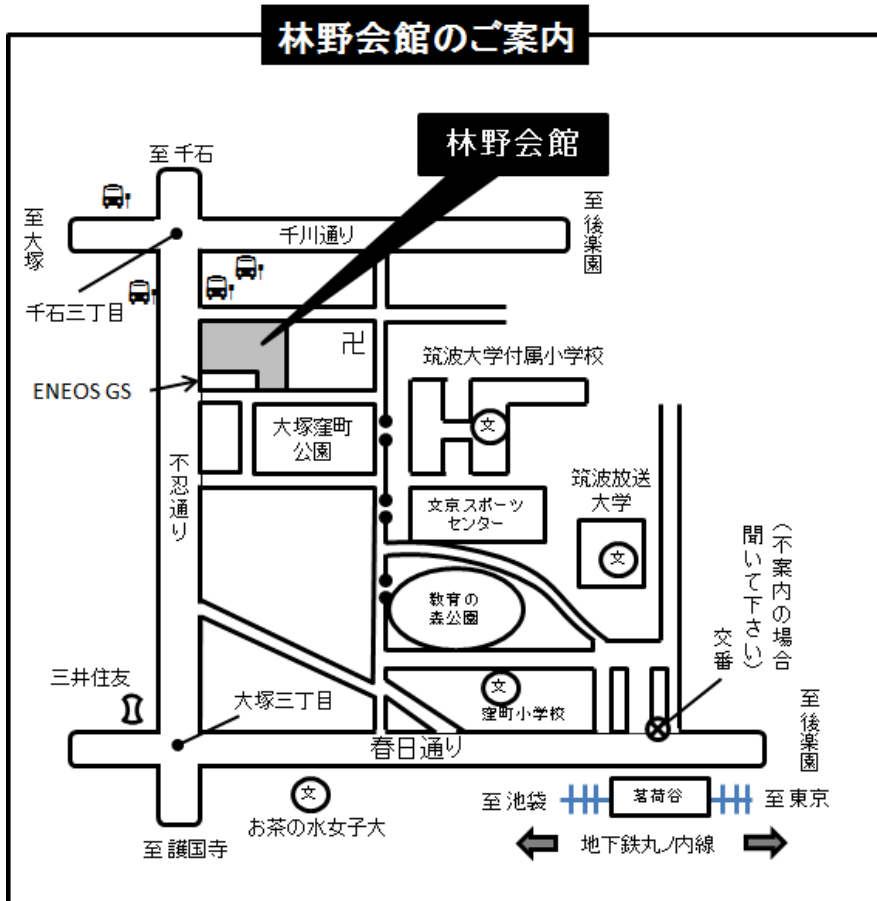 林野会館のご案内
林野会館
至千石
至大塚
千川通り
至後楽園
千石三丁目
卍
筑波大学付属小学校
ENEOS GS
大塚窪町
公園
文
不忍通り
文京スポーツ
センター
筑波放送
大学
文
（不案内の場合
聞いて下さい）
交番
教育の
森公園
三井住友
大塚三丁目
文
窪町小学校
至後楽園
春日通り
文
お茶の水女子大
至護国寺
至池袋
茗荷谷
至東京
地下鉄丸ノ内線